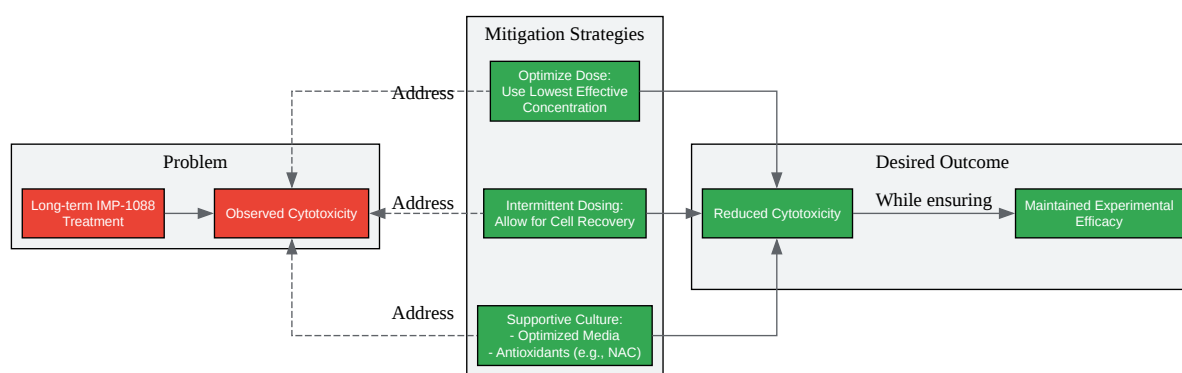 Mitigation Strategies
Optimize Dose:
Use Lowest Effective
Concentration
Address
Problem
Desired Outcome
Long-term IMP-1088
Treatment
Observed Cytotoxicity
Address
Intermittent Dosing:
Allow for Cell Recovery
Reduced Cytotoxicity
While ensuring
Maintained Experimental
Efficacy
Address
Supportive Culture:
- Optimized Media
- Antioxidants (e.g., NAC)